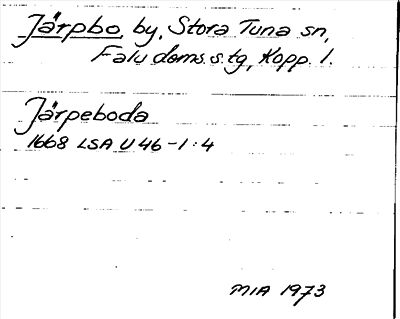 Järpbo by, Stora Tuna sn,
Falu doms.s.tg, Kopp. l.
Järpeboda
1668 LSA U 46-1:4
MIA 1973